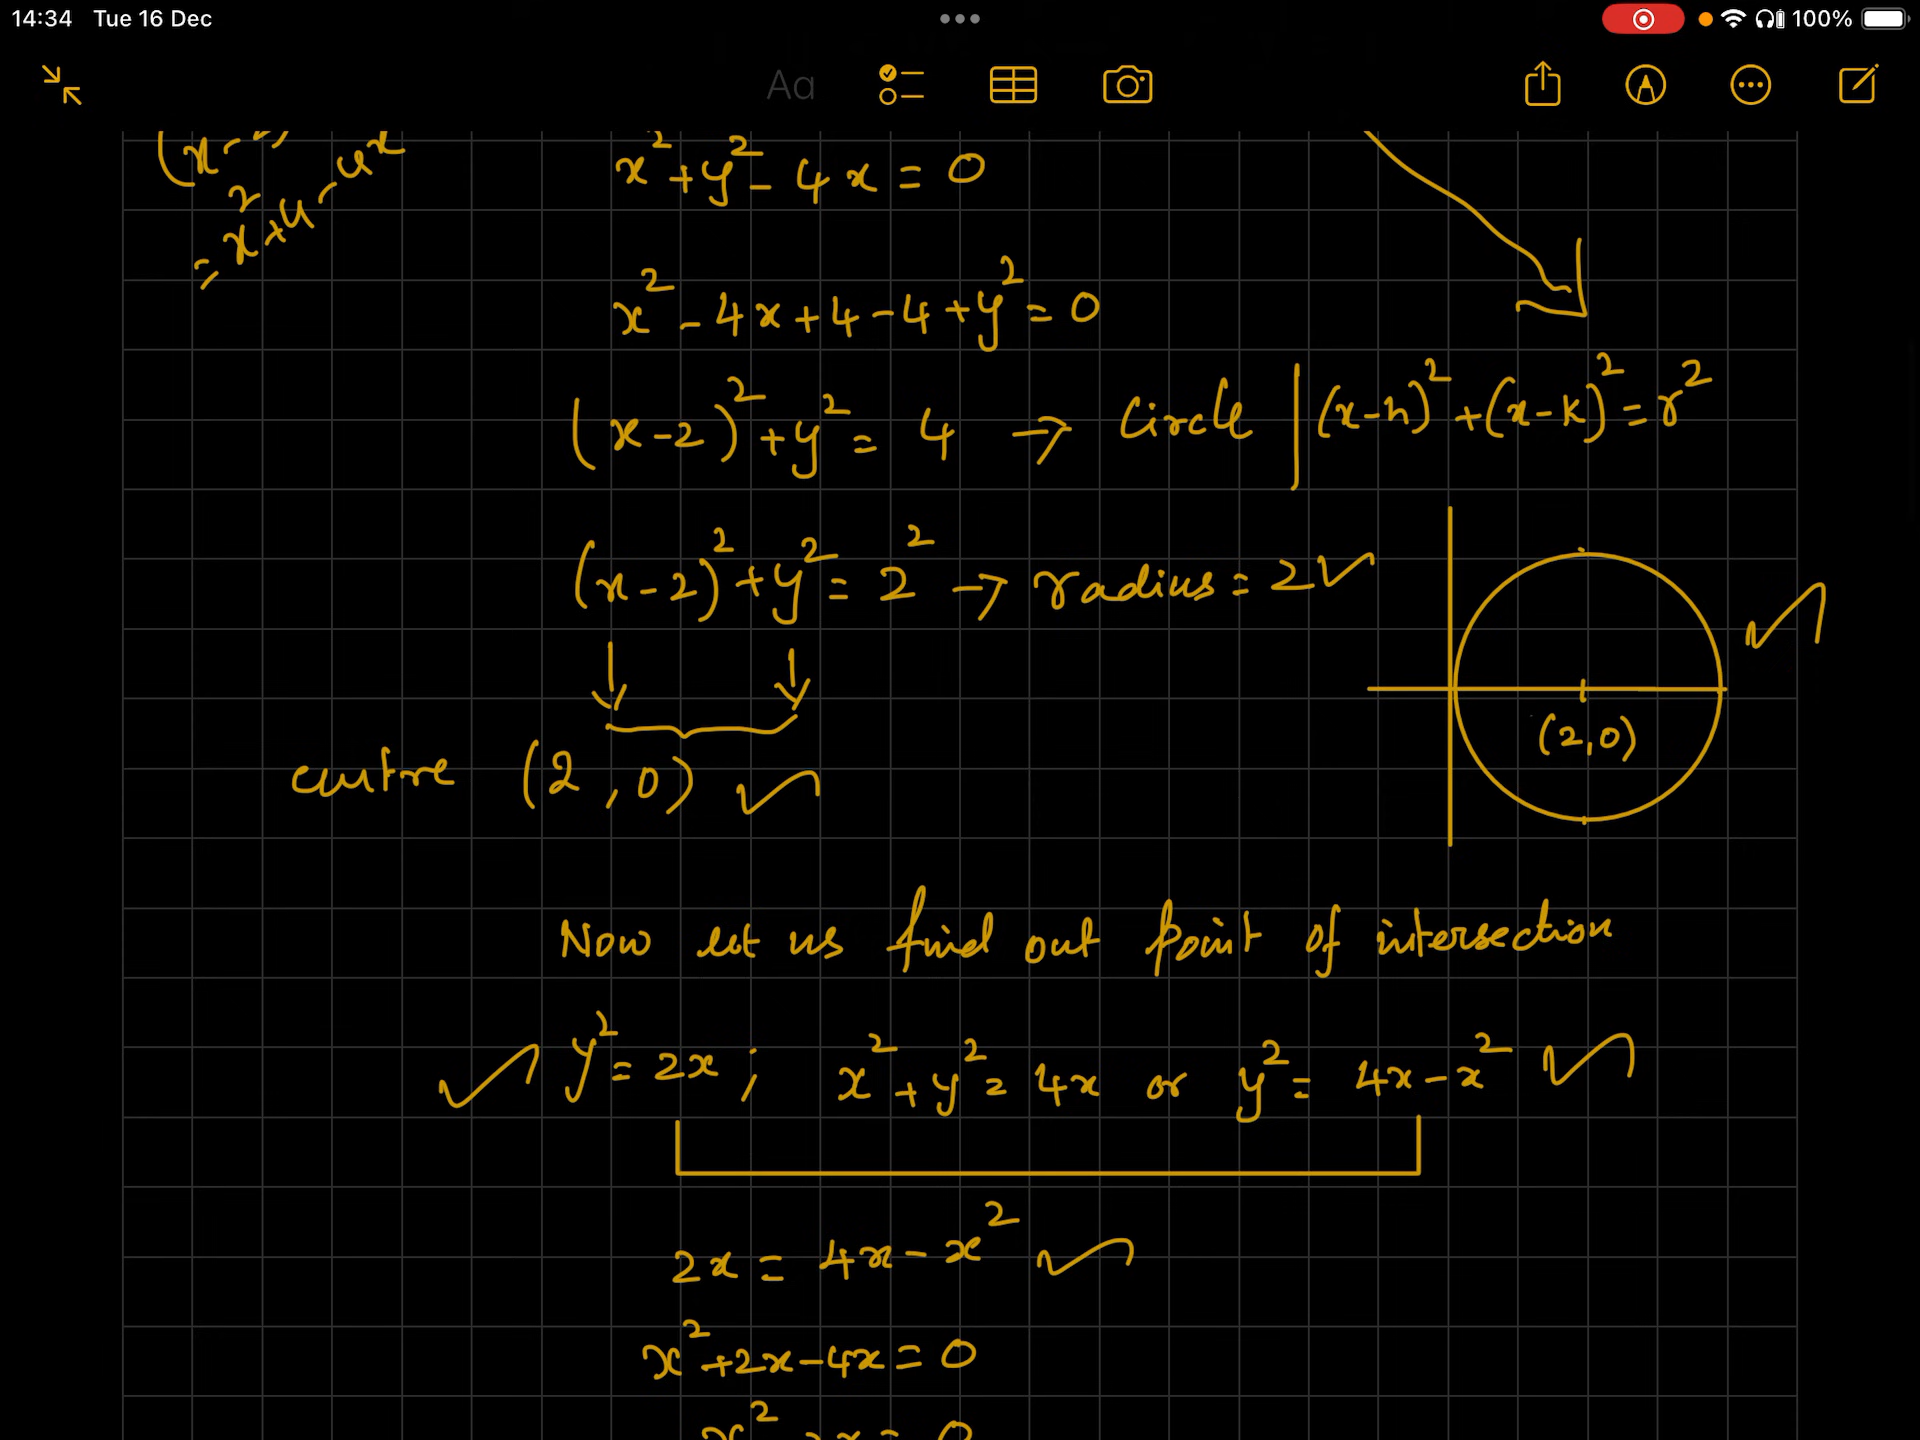 14:34 Tue 16 Dec
100%
Aa
= x²+4-4x
x²+y²-4x=0
x²-4x+4-4+y²=0
(x-2)²+y²=4 → Circle | (x-h)²+(x-k)²=r²
(x-2)²+y²=2² → radius=2✓
centre (2,0) ✓
(2,0)
Now let us find out point of intersection
✓ y²=2x; x²+y²=4x or y²=4x-x² ✓
2x=4x-x² ✓
x²+2x-4x=0